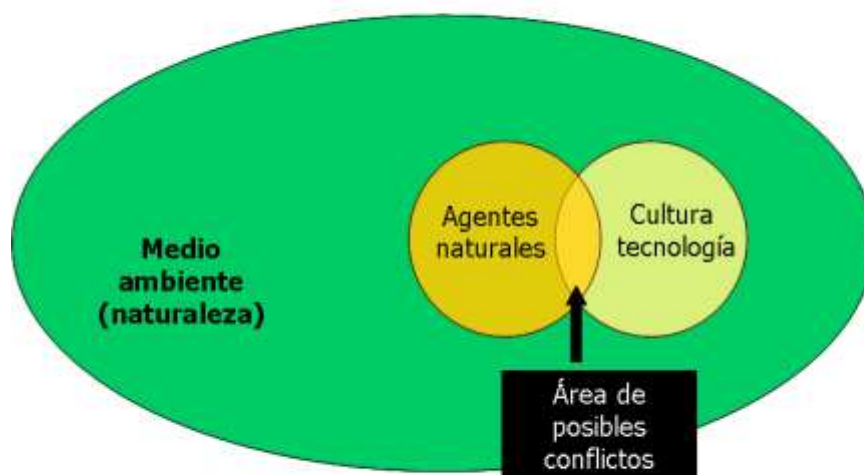 Medio
ambiente
(naturaleza)
Agentes
naturales
Cultura
tecnología
Área de
posibles
conflictos